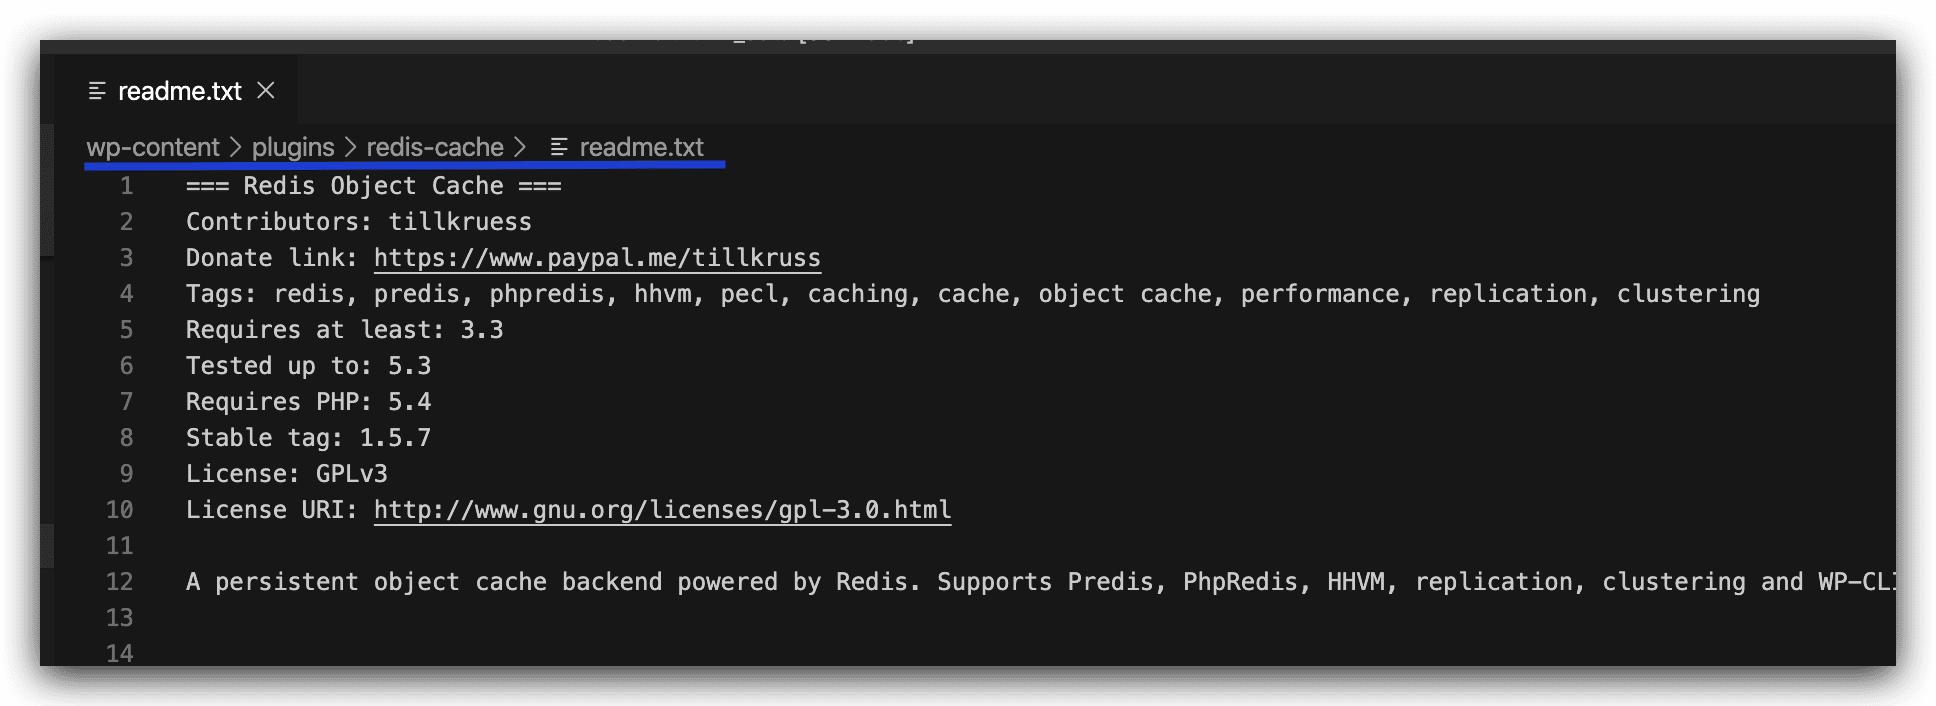 readme.txt
wp-content > plugins > redis-cache > readme.txt
1 === Redis Object Cache ===
2 Contributors: tillkruess
3 Donate link: https://www.paypal.me/tillkruss
4 Tags: redis, predis, phpredis, hhvm, pecl, caching, cache, object cache, performance, replication, clustering
5 Requires at least: 3.3
6 Tested up to: 5.3
7 Requires PHP: 5.4
8 Stable tag: 1.5.7
9 License: GPLv3
10 License URI: http://www.gnu.org/licenses/gpl-3.0.html
11
12 A persistent object cache backend powered by Redis. Supports Predis, PhpRedis, HHVM, replication, clustering and WP-CLI
13
14